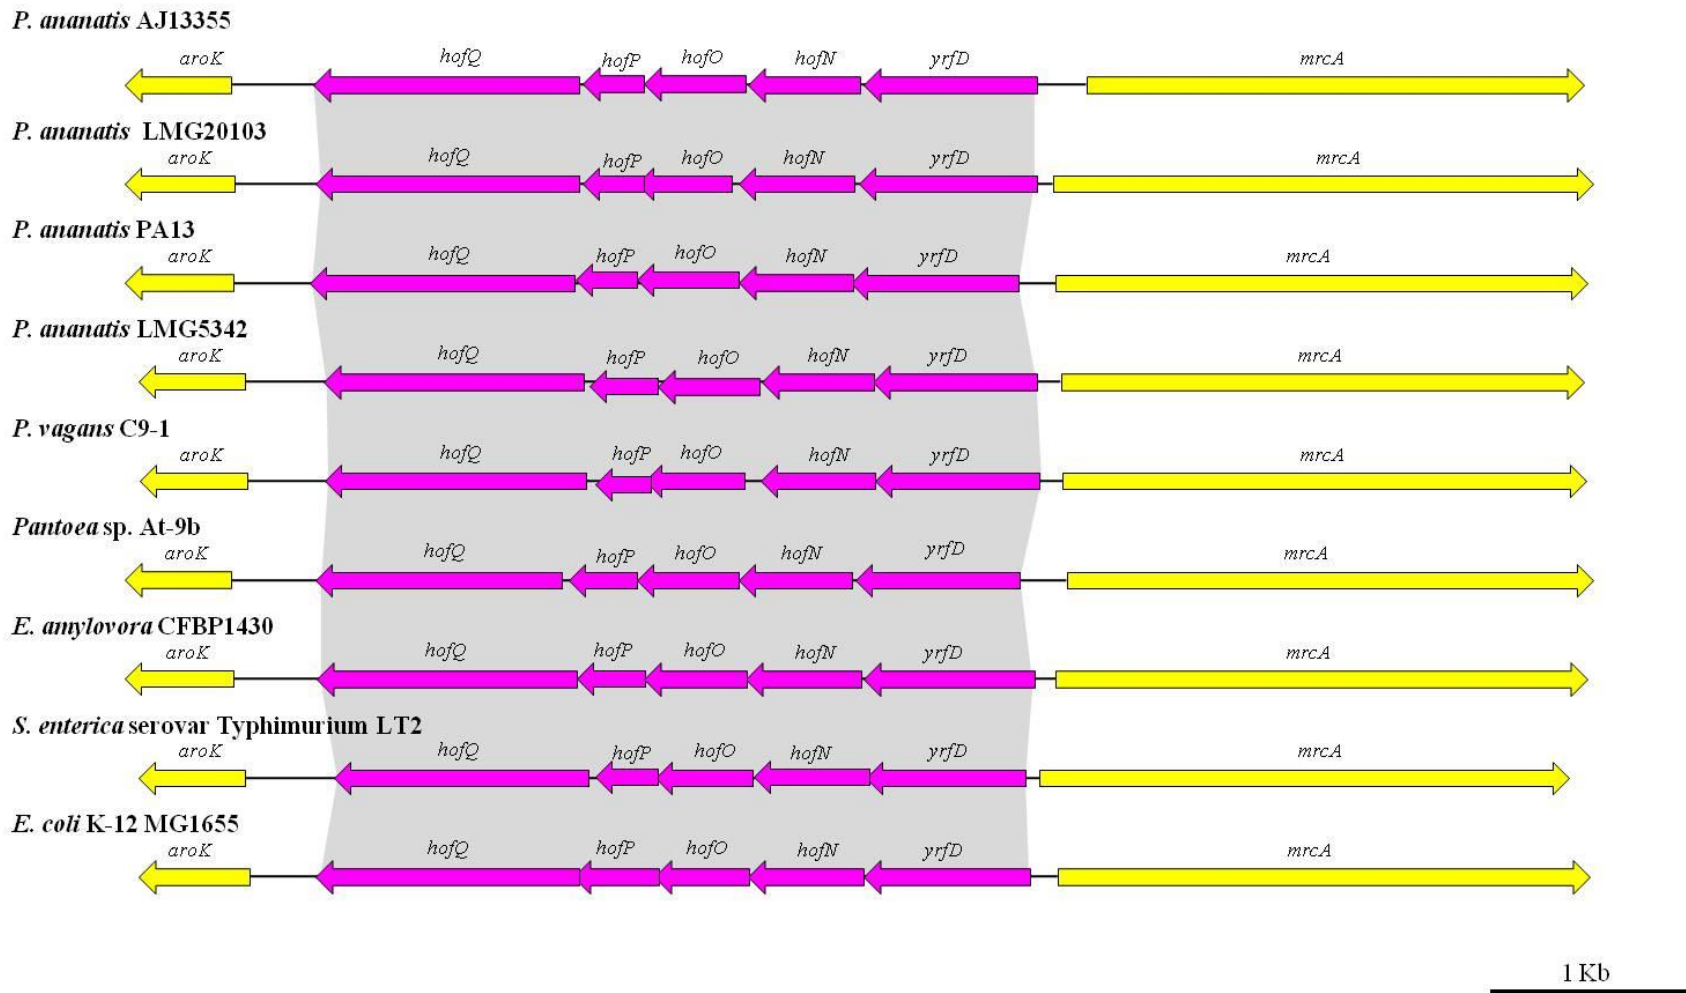 P. ananatis AJ13355
aroK hofQ hofP hofO hofN yrfD mrcA
P. ananatis LMG20103
aroK hofQ hofP hofO hofN yrfD mrcA
P. ananatis PA13
aroK hofQ hofP hofO hofN yrfD mrcA
P. ananatis LMG5342
aroK hofQ hofP hofO hofN yrfD mrcA
P. vagans C9-1
aroK hofQ hofP hofO hofN yrfD mrcA
Pantoea sp. At-9b
aroK hofQ hofP hofO hofN yrfD mrcA
E. amylovora CFBP1430
aroK hofQ hofP hofO hofN yrfD mrcA
S. enterica serovar Typhimurium LT2
aroK hofQ hofP hofO hofN yrfD mrcA
E. coli K-12 MG1655
aroK hofQ hofP hofO hofN yrfD mrcA
1 Kb